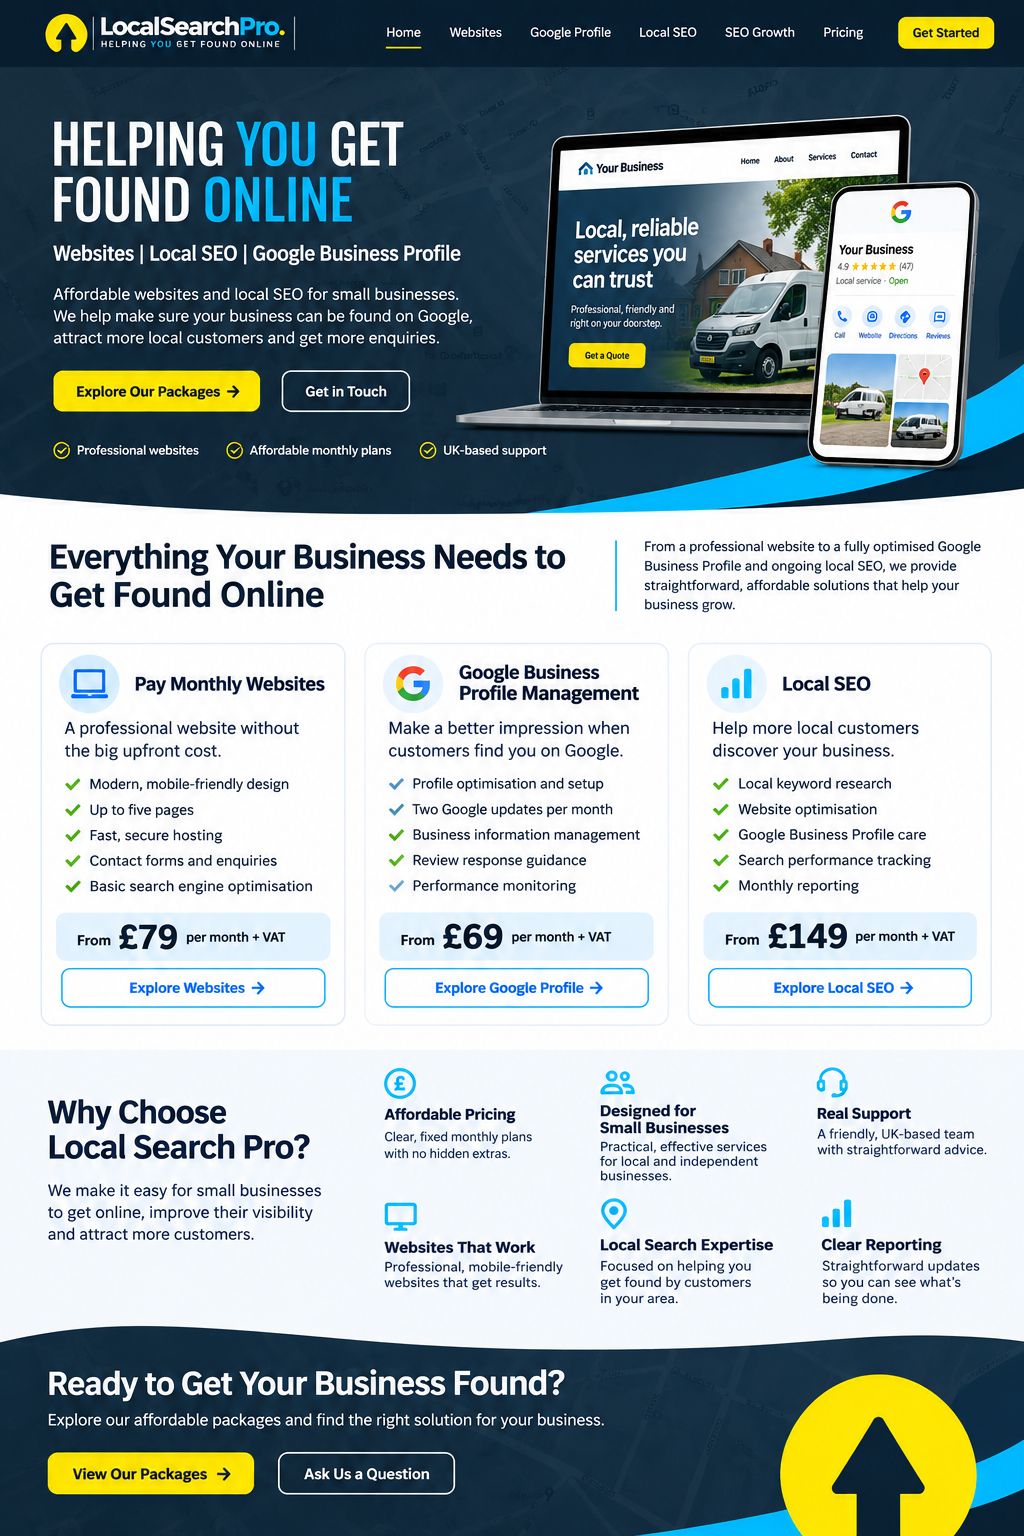 LocalSearchPro.
HELPING YOU GET FOUND ONLINE
Home
Websites
Google Profile
Local SEO
SEO Growth
Pricing
Get Started
HELPING YOU GET
FOUND ONLINE
Websites | Local SEO | Google Business Profile
Affordable websites and local SEO for small businesses.
We help make sure your business can be found on Google,
attract more local customers and get more enquiries.
Explore Our Packages →
Get in Touch
Professional websites
Affordable monthly plans
UK-based support
Your Business
Home
About
Services
Contact
Local, reliable
services you
can trust
Professional, friendly and
right on your doorstep.
Get a Quote
G
Your Business
4.9 ★★★★★ (47)
Local service · Open
Call
Website
Directions
Reviews
Everything Your Business Needs to
Get Found Online
From a professional website to a fully optimised Google
Business Profile and ongoing local SEO, we provide
straightforward, affordable solutions that help your
business grow.
Pay Monthly Websites
A professional website without
the big upfront cost.
Modern, mobile-friendly design
Up to five pages
Fast, secure hosting
Contact forms and enquiries
Basic search engine optimisation
From £79 per month + VAT
Explore Websites →
G
Google Business
Profile Management
Make a better impression when
customers find you on Google.
Profile optimisation and setup
Two Google updates per month
Business information management
Review response guidance
Performance monitoring
From £69 per month + VAT
Explore Google Profile →
Local SEO
Help more local customers
discover your business.
Local keyword research
Website optimisation
Google Business Profile care
Search performance tracking
Monthly reporting
From £149 per month + VAT
Explore Local SEO →
Why Choose
Local Search Pro?
We make it easy for small businesses
to get online, improve their visibility
and attract more customers.
£
Affordable Pricing
Clear, fixed monthly plans
with no hidden extras.
Designed for
Small Businesses
Practical, effective services
for local and independent
businesses.
Real Support
A friendly, UK-based team
with straightforward advice.
Websites That Work
Professional, mobile-friendly
websites that get results.
Local Search Expertise
Focused on helping you
get found by customers
in your area.
Clear Reporting
Straightforward updates
so you can see what's
being done.
Ready to Get Your Business Found?
Explore our affordable packages and find the right solution for your business.
View Our Packages →
Ask Us a Question